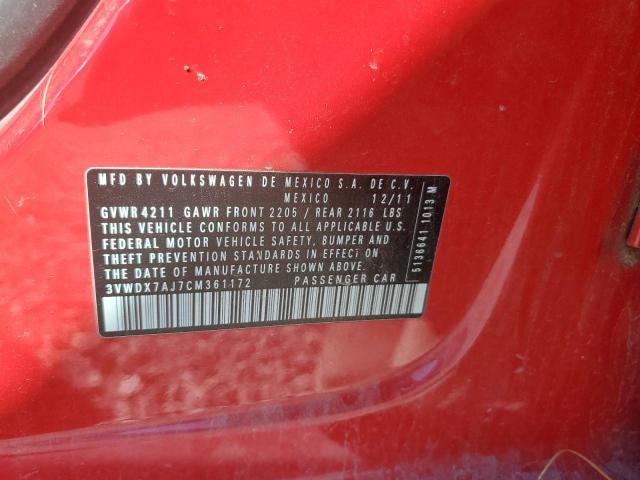 MFD BY VOLKSWAGEN DE MEXICO S.A. DE C.V.
MEXICO 12/11
GVWR 4211 GAWR FRONT 2205 / REAR 2116 LBS
THIS VEHICLE CONFORMS TO ALL APPLICABLE U.S.
FEDERAL MOTOR VEHICLE SAFETY, BUMPER AND
THEFT PREVENTION STANDARDS IN EFFECT ON
THE DATE OF MANUFACTURE SHOWN ABOVE.
3VWDX7AJ7CM361172 PASSENGER CAR
5136641 1013 M